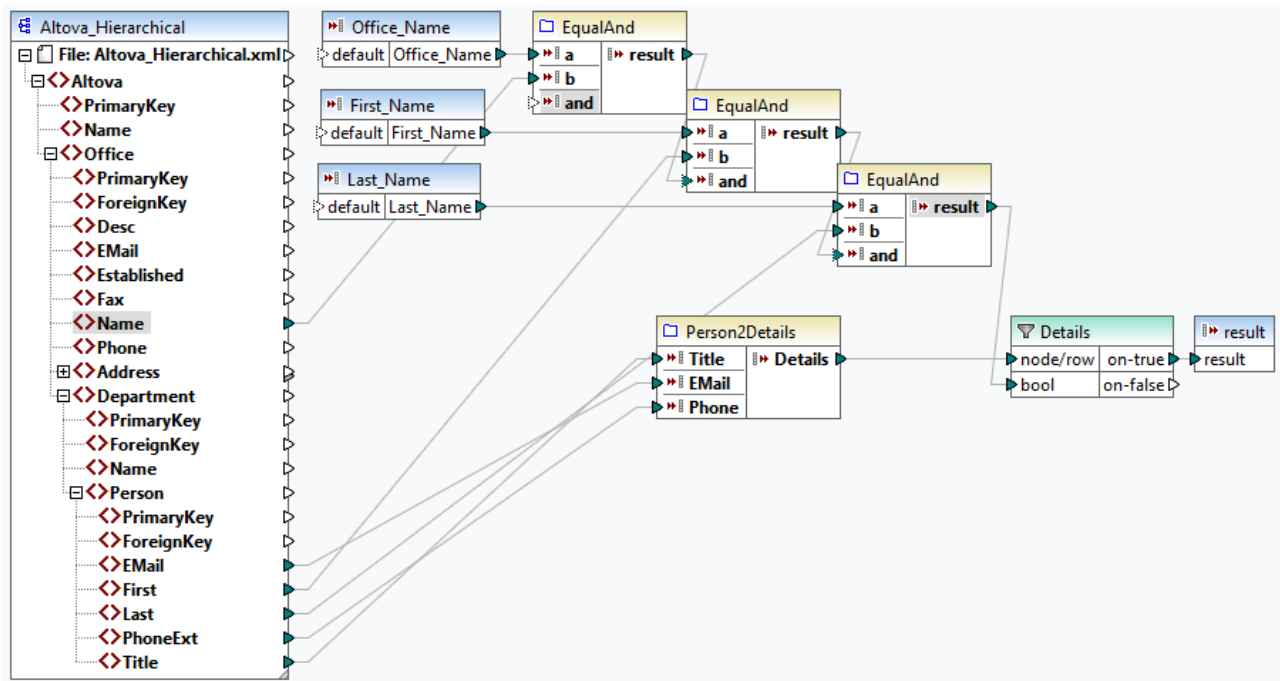 Altova_Hierarchical
File: Altova_Hierarchical.xml
Altova
PrimaryKey
Name
Office
PrimaryKey
ForeignKey
Desc
EMail
Established
Fax
Name
Phone
Address
Department
PrimaryKey
ForeignKey
Name
Person
PrimaryKey
ForeignKey
EMail
First
Last
PhoneExt
Title
Office_Name
default Office_Name
First_Name
default First_Name
Last_Name
default Last_Name
EqualAnd
a result
b
and
EqualAnd
a result
b
and
EqualAnd
a result
b
and
Person2Details
Title Details
EMail
Phone
Details
node/row on-true
bool on-false
result
result